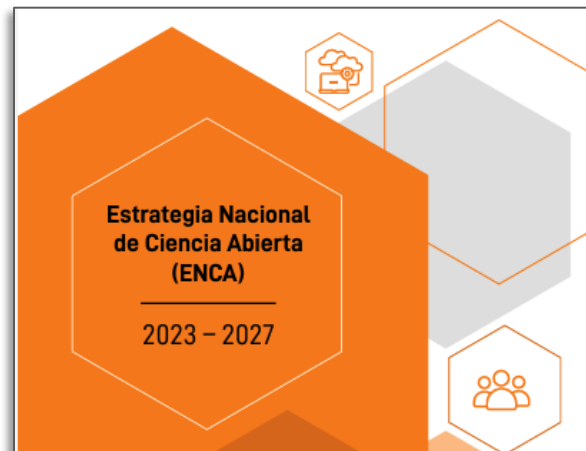 Estrategia Nacional
de Ciencia Abierta
(ENCA)
2023 – 2027